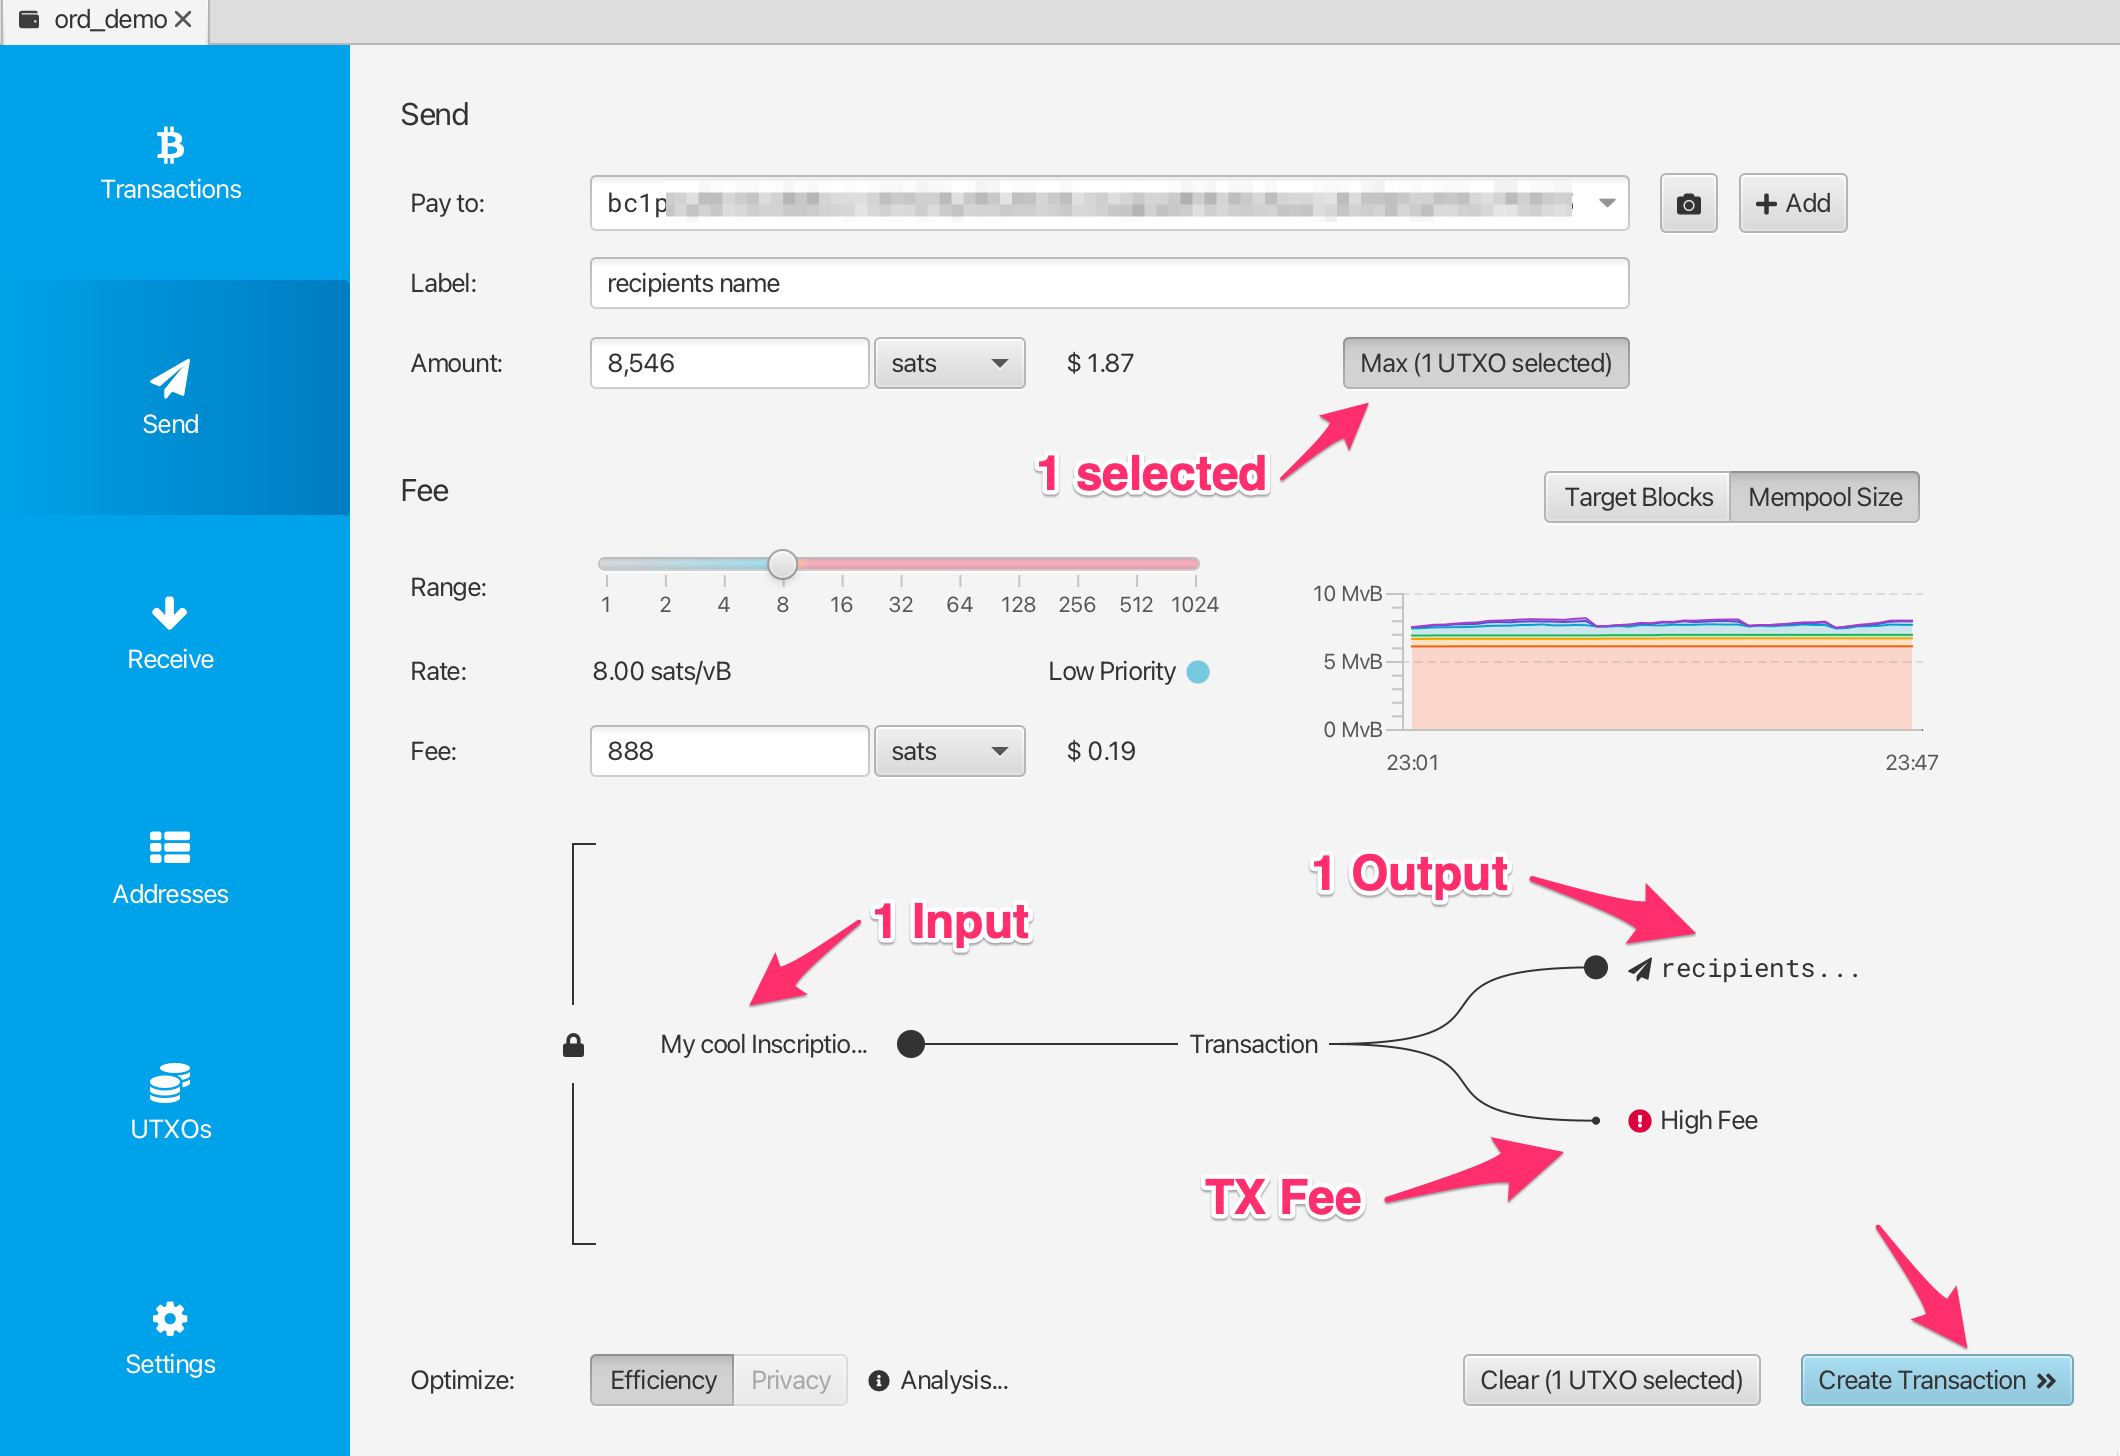 ord_demo
Transactions
Send
Receive
Addresses
UTXOs
Settings
Send
Pay to:
bc1p
Add
Label:
recipients name
Amount:
8,546
sats
$ 1.87
Max (1 UTXO selected)
1 selected
Fee
Target Blocks
Mempool Size
Range:
1 2 4 8 16 32 64 128 256 512 1024
Rate:
8.00 sats/vB
Low Priority
Fee:
888
sats
$ 0.19
10 MvB
5 MvB
0 MvB
23:01
23:47
1 Output
1 Input
recipients...
My cool Inscriptio...
Transaction
High Fee
TX Fee
Optimize:
Efficiency
Privacy
Analysis...
Clear (1 UTXO selected)
Create Transaction